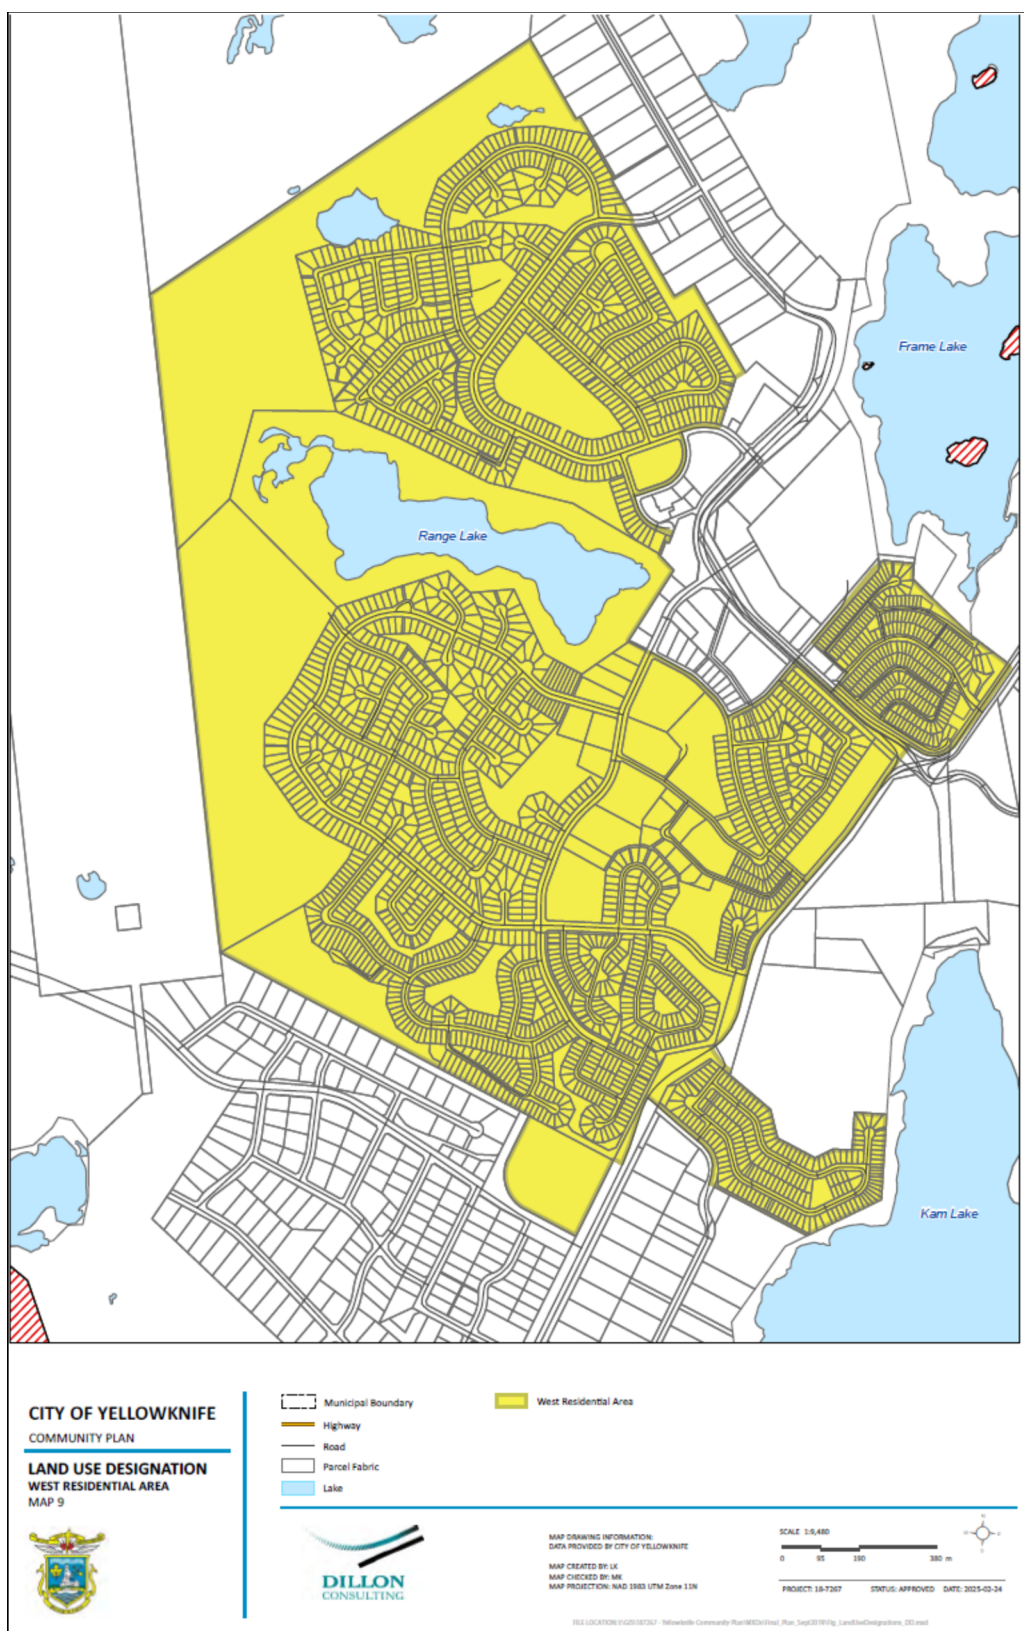 Frame Lake
Range Lake
Kam Lake
CITY OF YELLOWKNIFE
COMMUNITY PLAN
LAND USE DESIGNATION
WEST RESIDENTIAL AREA
MAP 9
Municipal Boundary
Highway
Road
Parcel Fabric
Lake
West Residential Area
DILLON
CONSULTING
MAP DRAWING INFORMATION:
DATA PROVIDED BY CITY OF YELLOWKNIFE
MAP CREATED BY: LK
MAP CHECKED BY: MK
MAP PROJECTION: NAD 1983 UTM Zone 11N
SCALE 1:9,480
0 95 190 380 m
PROJECT: 18-7267 STATUS: APPROVED DATE: 2025-02-24
FILE LOCATION: